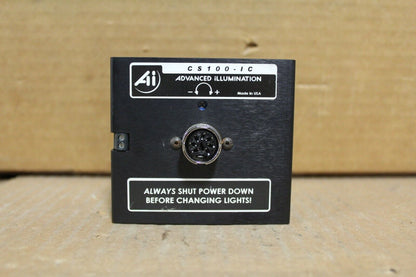 CS100-IC
Ai
ADVANCED ILLUMINATION
- +
Made in USA
ALWAYS SHUT POWER DOWN
BEFORE CHANGING LIGHTS!